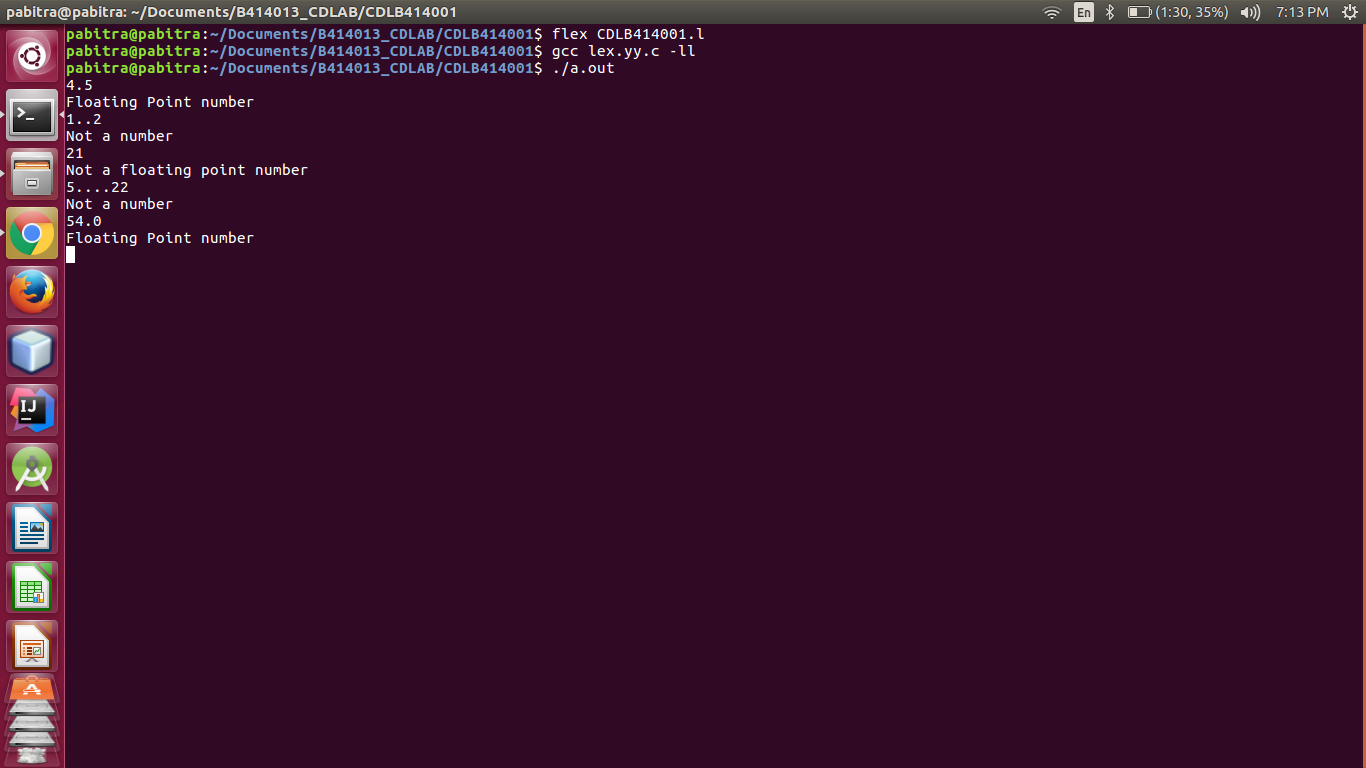 pabitra@pabitra: ~/Documents/B414013_CDLAB/CDLB414001 En (1:30, 35%) 7:13 PM
pabitra@pabitra:~/Documents/B414013_CDLAB/CDLB414001$ flex CDLB414001.l
pabitra@pabitra:~/Documents/B414013_CDLAB/CDLB414001$ gcc lex.yy.c -ll
pabitra@pabitra:~/Documents/B414013_CDLAB/CDLB414001$ ./a.out
4.5
Floating Point number
1..2
Not a number
21
Not a floating point number
5....22
Not a number
54.0
Floating Point number
IJ